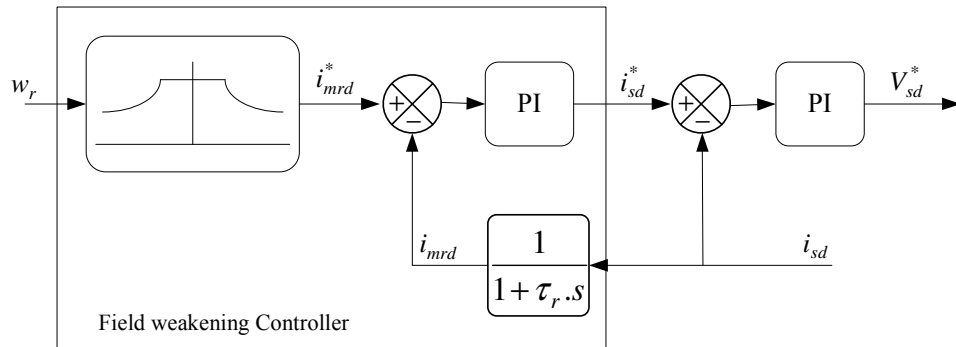 w_r
i*_mrd
+
−
PI
i*_sd
+
−
PI
V*_sd
i_mrd
1
1 + τ_r .s
i_sd
Field weakening Controller